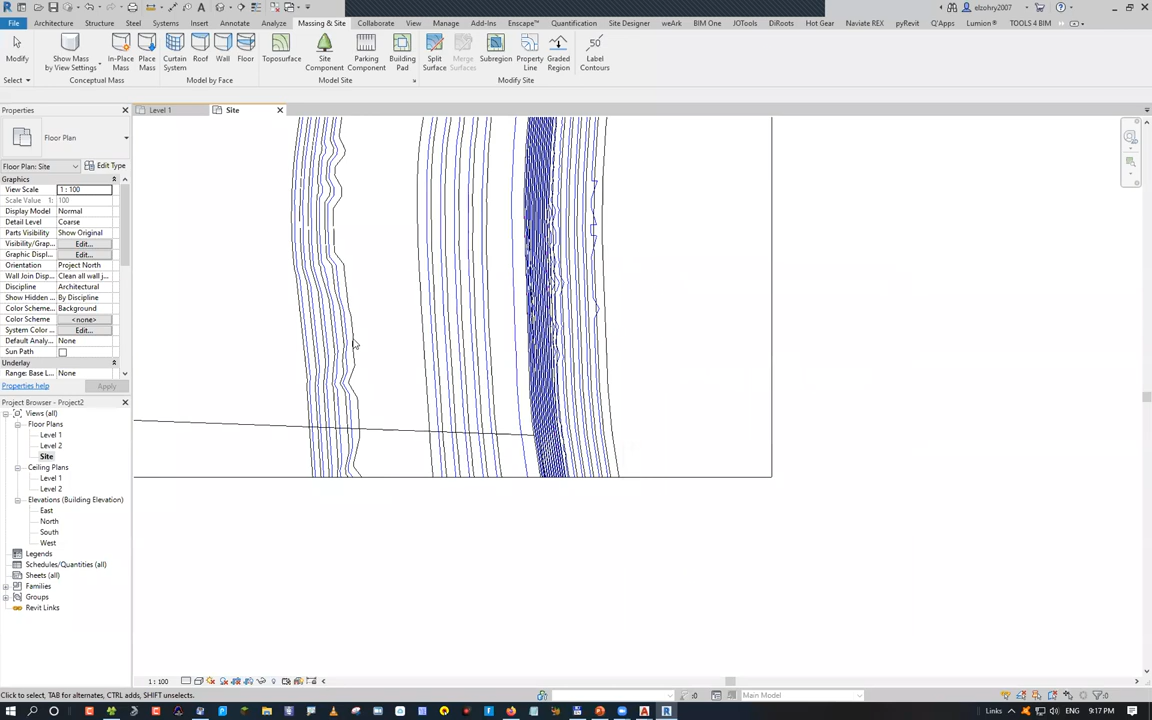 elzohry2007
File Architecture Structure Steel Systems Insert Annotate Analyze Massing & Site Collaborate View Manage Add-Ins Enscape™ Quantification Site Designer weArk BIM One JOTools DiRoots Hot Gear Naviate REX pyRevit Q'Apps Lumion® TOOLS 4 BIM
Modify
Show Mass by View Settings
In-Place Mass
Place Mass
Curtain System
Roof
Wall
Floor
Toposurface
Site Component
Parking Component
Building Pad
Split Surface
Merge Surfaces
Subregion
Property Line
Graded Region
50
Label Contours
Select
Conceptual Mass
Model by Face
Model Site
Modify Site
Properties
Level 1
Site
Floor Plan
Floor Plan: Site
Edit Type
Graphics
View Scale 1 : 100
Scale Value 1: 100
Display Model Normal
Detail Level Coarse
Parts Visibility Show Original
Visibility/Grap... Edit...
Graphic Displ... Edit...
Orientation Project North
Wall Join Disp... Clean all wall j...
Discipline Architectural
Show Hidden ... By Discipline
Color Scheme... Background
Color Scheme <none>
System Color ... Edit...
Default Analy... None
Sun Path
Underlay
Range: Base L... None
Properties help
Apply
Project Browser - Project2
Views (all)
Floor Plans
Level 1
Level 2
Site
Ceiling Plans
Level 1
Level 2
Elevations (Building Elevation)
East
North
South
West
Legends
Schedules/Quantities (all)
Sheets (all)
Families
Groups
Revit Links
1 : 100
Click to select, TAB for alternates, CTRL adds, SHIFT unselects.
:0
Main Model
:0
Links
ENG
9:17 PM